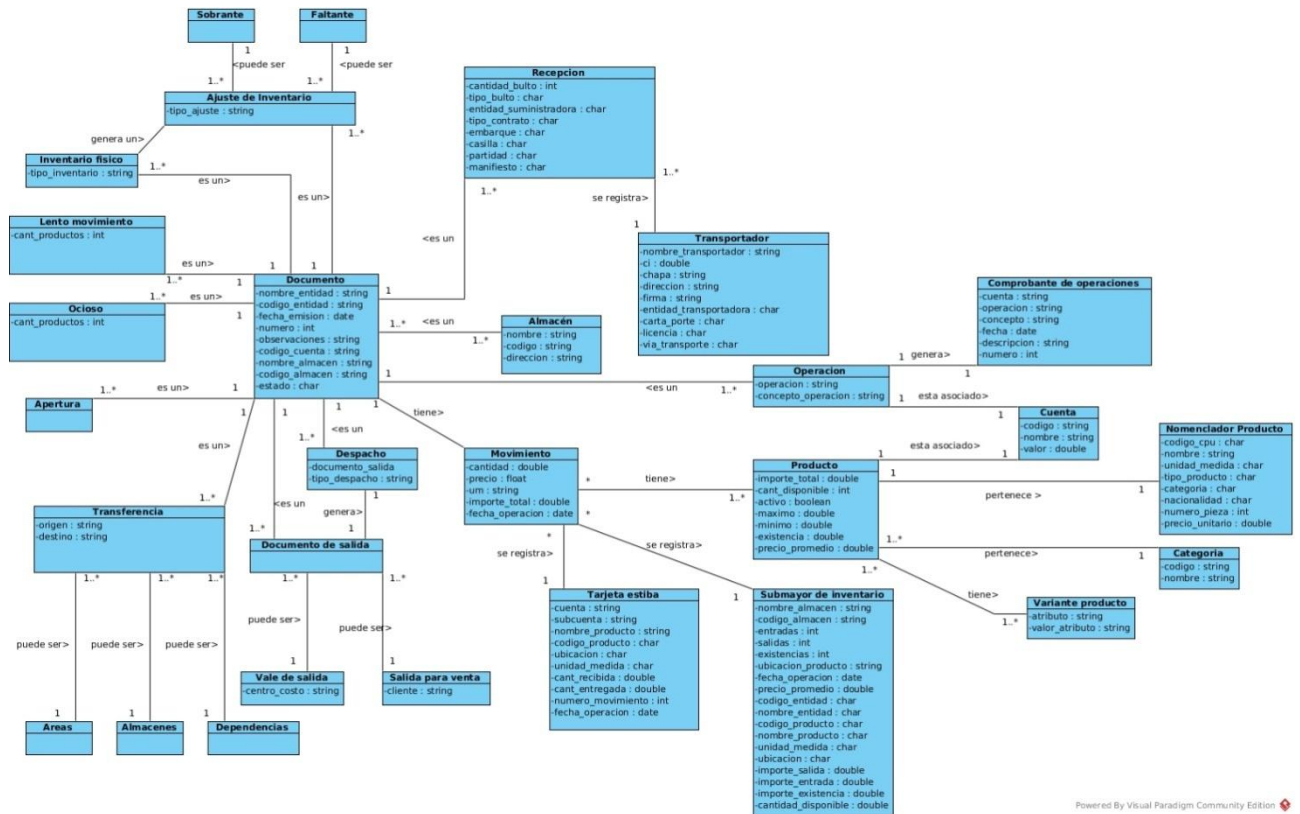 Sobrante
Faltante
1
1
<puede ser
<puede ser
1..*
1..*
Ajuste de Inventario
-tipo_ajuste : string
1..*
genera un>
Inventario fisico
-tipo_inventario : string
1..*
es un>
es un>
Recepcion
-cantidad_bulto : int
-tipo_bulto : char
-entidad_suministradora : char
-tipo_contrato : char
-embarque : char
-casilla : char
-partidad : char
-manifiesto : char
1..*
1..*
<es un
se registra>
1
Transportador
-nombre_transportador : string
-ci : double
-chapa : string
-direccion : string
-firma : string
-entidad_transportadora : char
-carta_porte : char
-licencia : char
-via_transporte : char
Lento movimiento
-cant_productos : int
es un>
1..*
1
1
1
Ocioso
-cant_productos : int
1..*
es un>
1
Documento
-nombre_entidad : string
-codigo_entidad : string
-fecha_emision : date
-numero : int
-observaciones : string
-codigo_cuenta : string
-nombre_almacen : string
-codigo_almacen : string
-estado : char
1
1..*
<es un
1..*
Almacén
-nombre : string
-codigo : string
-direccion : string
Comprobante de operaciones
-cuenta : string
-operacion : string
-concepto : string
-fecha : date
-descripcion : string
-numero : int
1
genera>
1
1
<es un
1..*
Operacion
-operacion : string
-concepto_operacion : string
1
esta asociado>
1
Cuenta
-codigo : string
-nombre : string
-valor : double
1
esta asociado>
1
Apertura
1..*
es un>
1
1
es un>
1..*
1
<es un
1..*
1
<es un
1..*
1
tiene>
Despacho
-documento_salida
-tipo_despacho : string
1
genera>
1
Movimiento
-cantidad : double
-precio : float
-um : string
-importe_total : double
-fecha_operacion : date
*
tiene>
1..*
*
se registra>
1
*
se registra>
1
Producto
-importe_total : double
-cant_disponible : int
-activo : boolean
-maximo : double
-minimo : double
-existencia : double
-precio_promedio : double
1
pertenece >
1
Nomenclador Producto
-codigo_cpu : char
-nombre : string
-unidad_medida : char
-tipo_producto : char
-categoria : char
-nacionalidad : char
-numero_pieza : int
-precio_unitario : double
1..*
pertenece>
1
Categoria
-codigo : string
-nombre : string
1..*
tiene>
1..*
Variante producto
-atributo : string
-valor_atributo : string
Transferencia
-origen : string
-destino : string
1..*
1..*
1..*
puede ser>
puede ser>
puede ser>
1
1
1
Areas
Almacenes
Dependencias
Documento de salida
1..*
1..*
puede ser>
puede ser>
1
1
Vale de salida
-centro_costo : string
Salida para venta
-cliente : string
Tarjeta estiba
-cuenta : string
-subcuenta : string
-nombre_producto : string
-codigo_producto : char
-ubicacion : char
-unidad_medida : char
-cant_recibida : double
-cant_entregada : double
-numero_movimiento : int
-fecha_operacion : date
Submayor de inventario
-nombre_almacen : string
-codigo_almacen : string
-entradas : int
-salidas : int
-existencias : int
-ubicacion_producto : string
-fecha_operacion : date
-precio_promedio : double
-codigo_entidad : char
-nombre_entidad : char
-codigo_producto : char
-nombre_producto : char
-unidad_medida : char
-ubicacion : char
-importe_salida : double
-importe_entrada : double
-importe_existencia : double
-cantidad_disponible : double
Powered By Visual Paradigm Community Edition